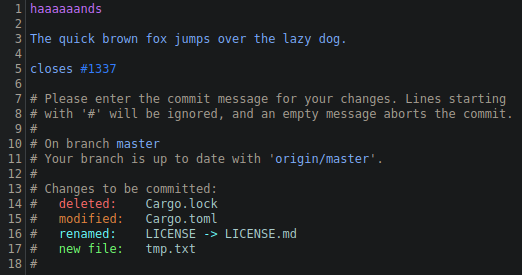 1 haaaaaands
2
3 The quick brown fox jumps over the lazy dog.
4
5 closes #1337
6
7 # Please enter the commit message for your changes. Lines starting
8 # with '#' will be ignored, and an empty message aborts the commit.
9 #
10 # On branch master
11 # Your branch is up to date with 'origin/master'.
12 #
13 # Changes to be committed:
14 #   deleted:    Cargo.lock
15 #   modified:   Cargo.toml
16 #   renamed:    LICENSE -> LICENSE.md
17 #   new file:   tmp.txt
18 #